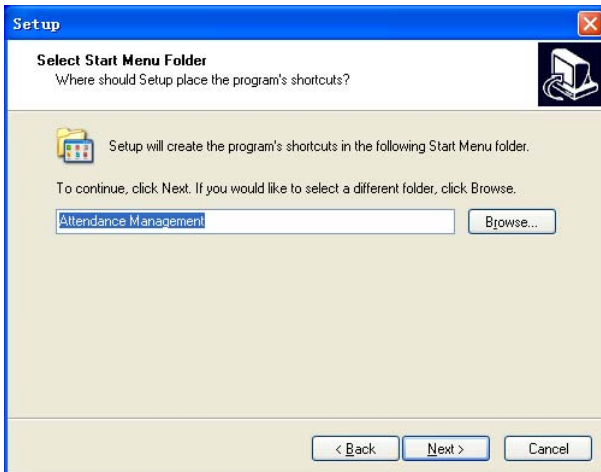 Setup
Select Start Menu Folder
Where should Setup place the program's shortcuts?
Setup will create the program's shortcuts in the following Start Menu folder.
To continue, click Next. If you would like to select a different folder, click Browse.
Attendance Management
Browse...
< Back
Next >
Cancel